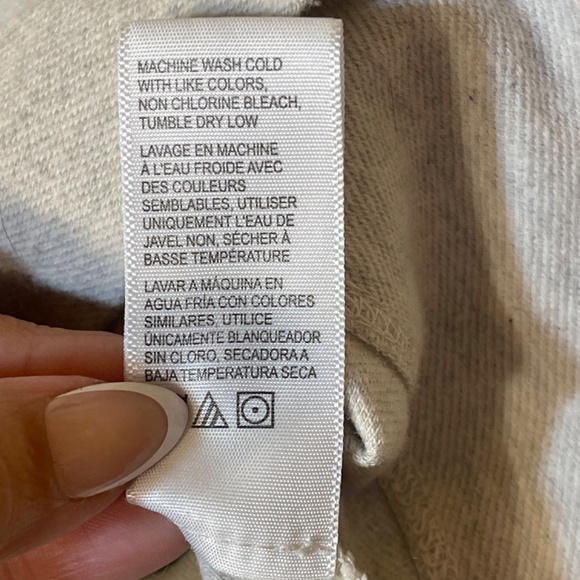 MACHINE WASH COLD
WITH LIKE COLORS,
NON CHLORINE BLEACH,
TUMBLE DRY LOW
LAVAGE EN MACHINE
À L'EAU FROIDE AVEC
DES COULEURS
SEMBLABLES, UTILISER
UNIQUEMENT L'EAU DE
JAVEL NON, SÉCHER À
BASSE TEMPÉRATURE
LAVAR A MÁQUINA EN
AGUA FRÍA CON COLORES
SIMILARES, UTILICE
ÚNICAMENTE BLANQUEADOR
SIN CLORO, SECADORA A
BAJA TEMPERATURA SECA